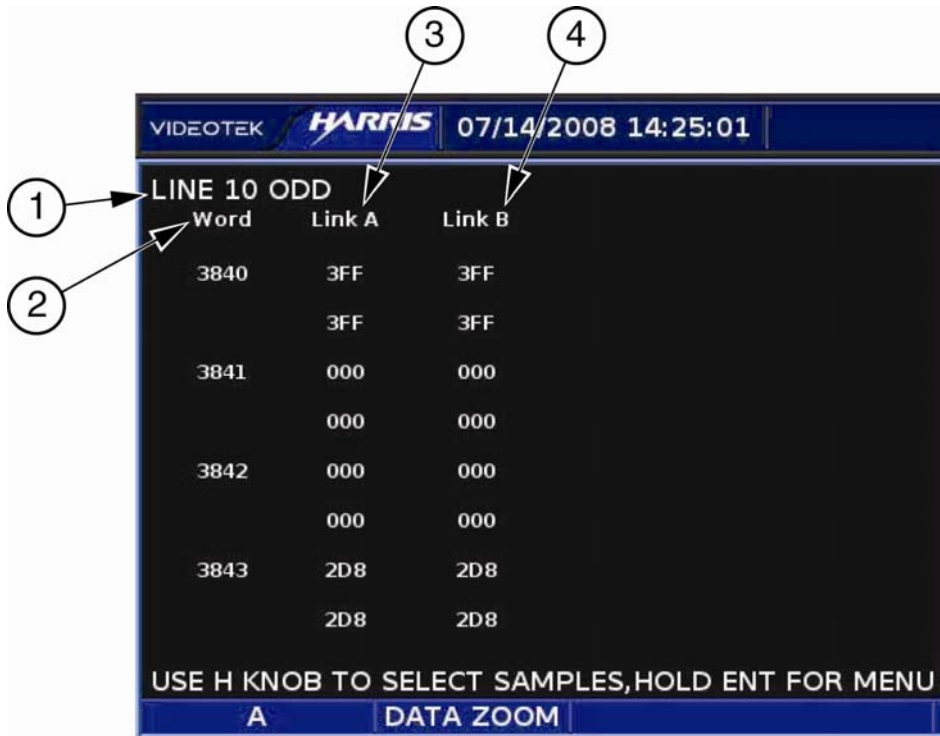 3 4
VIDEOTEK HARRIS 07/14/2008 14:25:01
1 LINE 10 ODD
Word Link A Link B
2
3840 3FF 3FF
3FF 3FF
3841 000 000
000 000
3842 000 000
000 000
3843 2D8 2D8
2D8 2D8
USE H KNOB TO SELECT SAMPLES,HOLD ENT FOR MENU
A DATA ZOOM